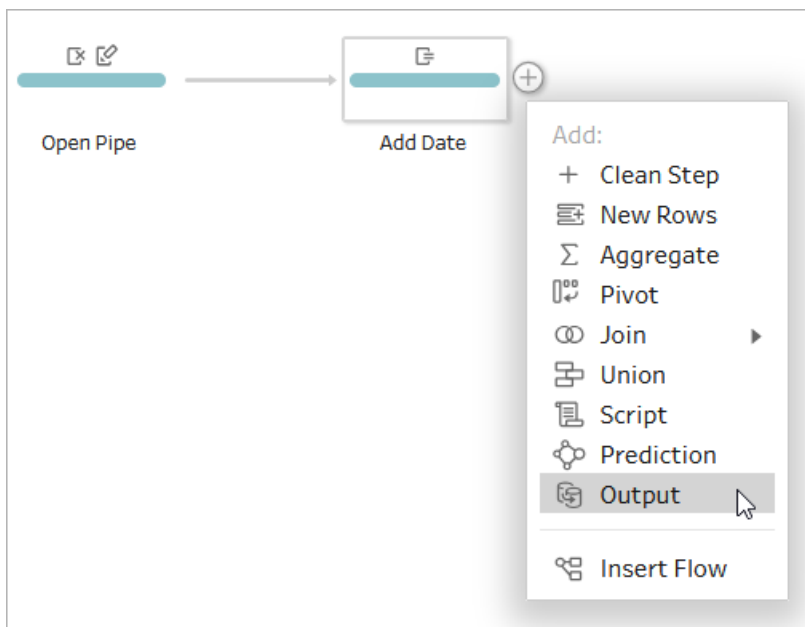 Open Pipe
Add Date
Add:
Clean Step
New Rows
Aggregate
Pivot
Join
Union
Script
Prediction
Output
Insert Flow